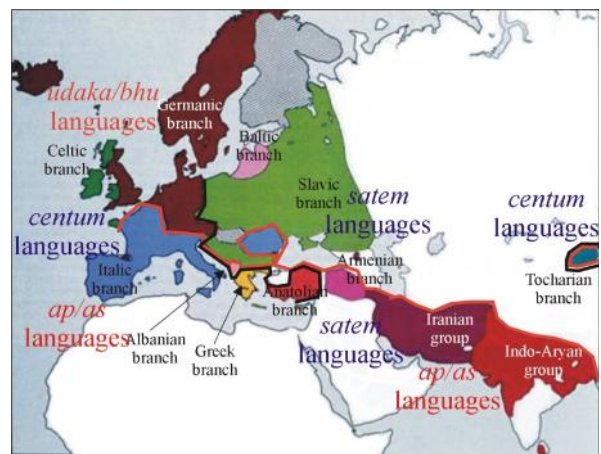 udaka/bhu
languages
Germanic
branch
Celtic
branch
Baltic
branch
Slavic
branch
satem
languages
centum
languages
centum
languages
Italic
branch
Armenian
branch
Tocharian
branch
Anatolian
branch
ap/as
languages
Albanian
branch
Greek
branch
satem
languages
Iranian
group
ap/as
languages
Indo-Aryan
group